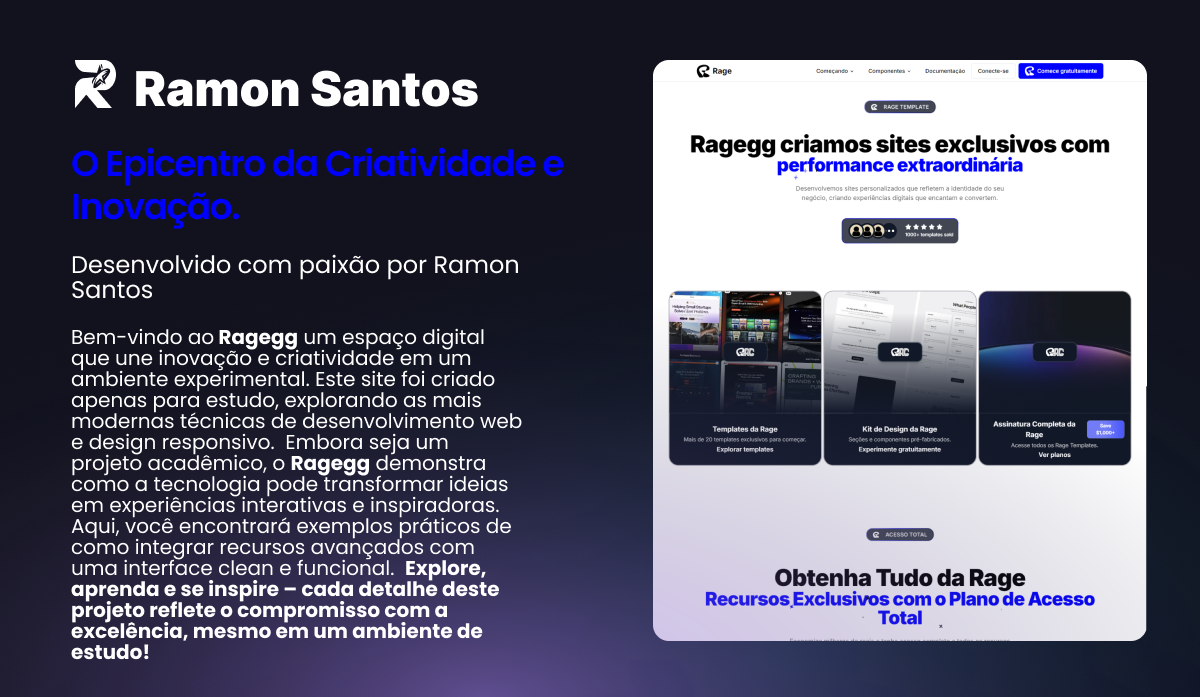 Ramon Santos
O Epicentro da Criatividade e
Inovação.
Desenvolvido com paixão por Ramon
Santos
Bem-vindo ao Ragegg um espaço digital
que une inovação e criatividade em um
ambiente experimental. Este site foi criado
apenas para estudo, explorando as mais
modernas técnicas de desenvolvimento web
e design responsivo.  Embora seja um
projeto acadêmico, o Ragegg demonstra
como a tecnologia pode transformar ideias
em experiências interativas e inspiradoras.
Aqui, você encontrará exemplos práticos de
como integrar recursos avançados com
uma interface clean e funcional.  Explore,
aprenda e se inspire – cada detalhe deste
projeto reflete o compromisso com a
excelência, mesmo em um ambiente de
estudo!
Rage
Começando
Componentes
Documentação
Conecte-se
Comece gratuitamente
RAGE TEMPLATE
Ragegg criamos sites exclusivos com
performance extraordinária
Desenvolvemos sites personalizados que refletem a identidade do seu
negócio, criando experiências digitais que encantam e convertem.
1000+ templates sold
Templates da Rage
Mais de 20 templates exclusivos para começar.
Explorar templates
Kit de Design da Rage
Seções e componentes pré-fabricados.
Experimente gratuitamente
Assinatura Completa da
Rage
Save
$1,000+
Acesse todos os Rage Templates.
Ver planos
ACESSO TOTAL
Obtenha Tudo da Rage
Recursos Exclusivos com o Plano de Acesso
Total